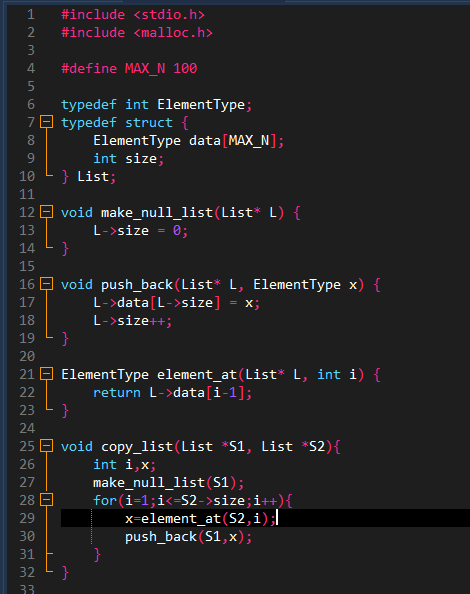 1 #include <stdio.h>
2 #include <malloc.h>
3
4 #define MAX_N 100
5
6 typedef int ElementType;
7 typedef struct {
8     ElementType data[MAX_N];
9     int size;
10 } List;
11
12 void make_null_list(List* L) {
13     L->size = 0;
14 }
15
16 void push_back(List* L, ElementType x) {
17     L->data[L->size] = x;
18     L->size++;
19 }
20
21 ElementType element_at(List* L, int i) {
22     return L->data[i-1];
23 }
24
25 void copy_list(List *S1, List *S2){
26     int i,x;
27     make_null_list(S1);
28     for(i=1;i<=S2->size;i++){
29         x=element_at(S2,i);
30         push_back(S1,x);
31     }
32 }
33